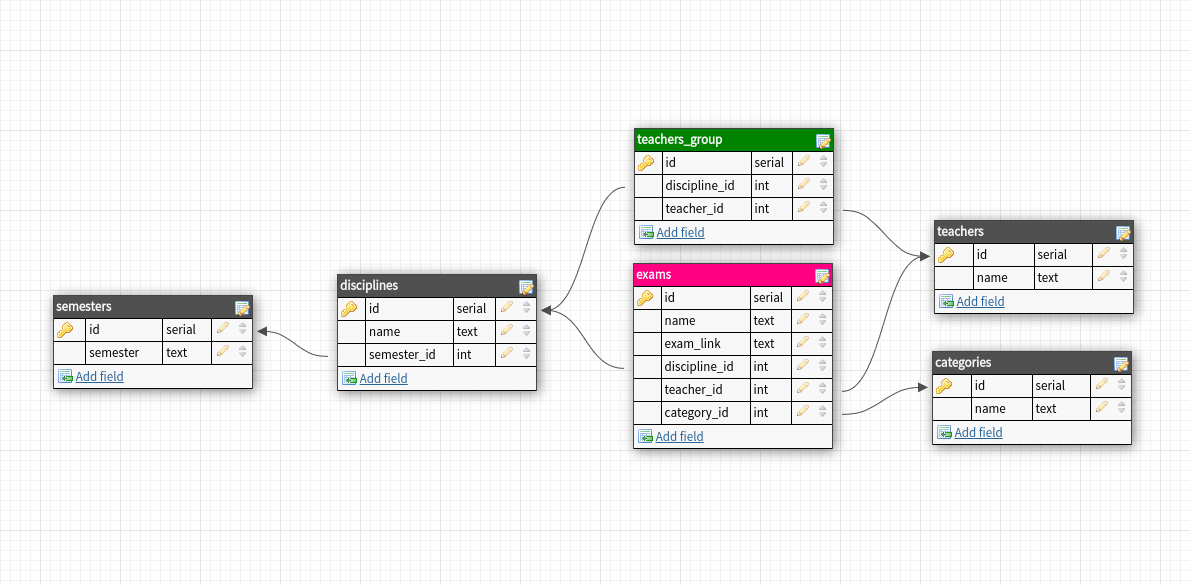 teachers_group
id serial
discipline_id int
teacher_id int
Add field
exams
id serial
name text
exam_link text
discipline_id int
teacher_id int
category_id int
Add field
teachers
id serial
name text
Add field
disciplines
id serial
name text
semester_id int
Add field
semesters
id serial
semester text
Add field
categories
id serial
name text
Add field